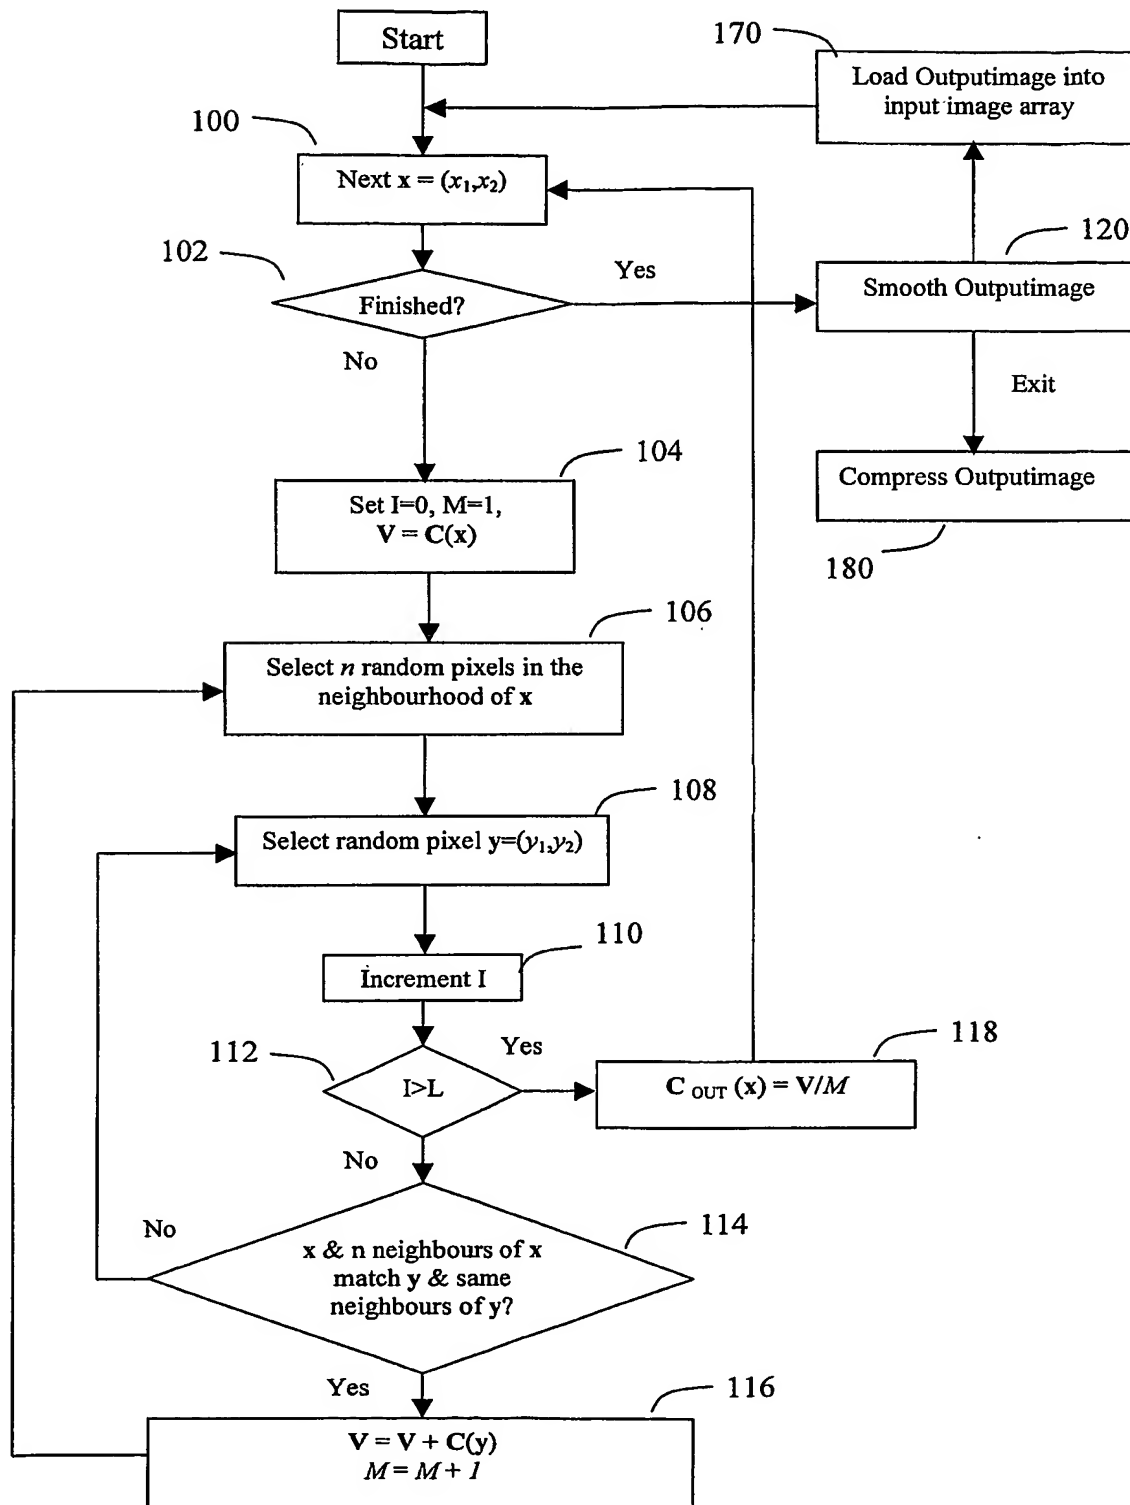 Start
170
Load Outputimage into
input image array
100
Next x = (x₁,x₂)
102
Finished?
Yes
No
120
Smooth Outputimage
Exit
Compress Outputimage
180
104
Set I=0, M=1,
V = C(x)
106
Select n random pixels in the
neighbourhood of x
108
Select random pixel y=(y₁,y₂)
110
Increment I
112
I>L
Yes
118
C OUT (x) = V/M
No
No
114
x & n neighbours of x
match y & same
neighbours of y?
Yes
116
V = V + C(y)
M = M + 1